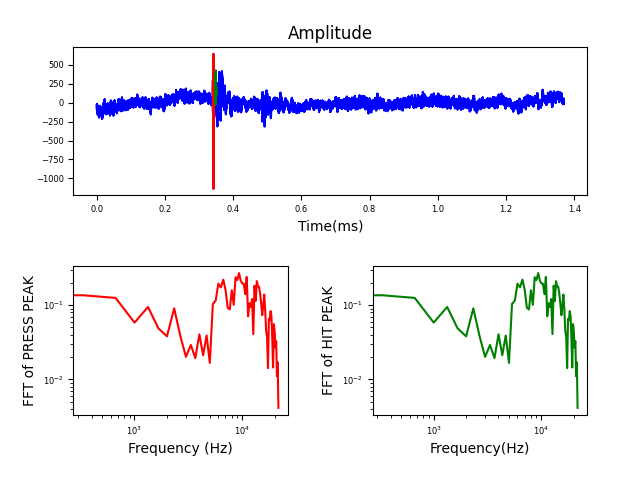 Amplitude
500
250
0
−250
−500
−750
−1000
0.0 0.2 0.4 0.6 0.8 1.0 1.2 1.4
Time(ms)
FFT of PRESS PEAK
10⁻¹
10⁻²
10³ 10⁴
Frequency (Hz)
FFT of HIT PEAK
10⁻¹
10⁻²
10³ 10⁴
Frequency(Hz)